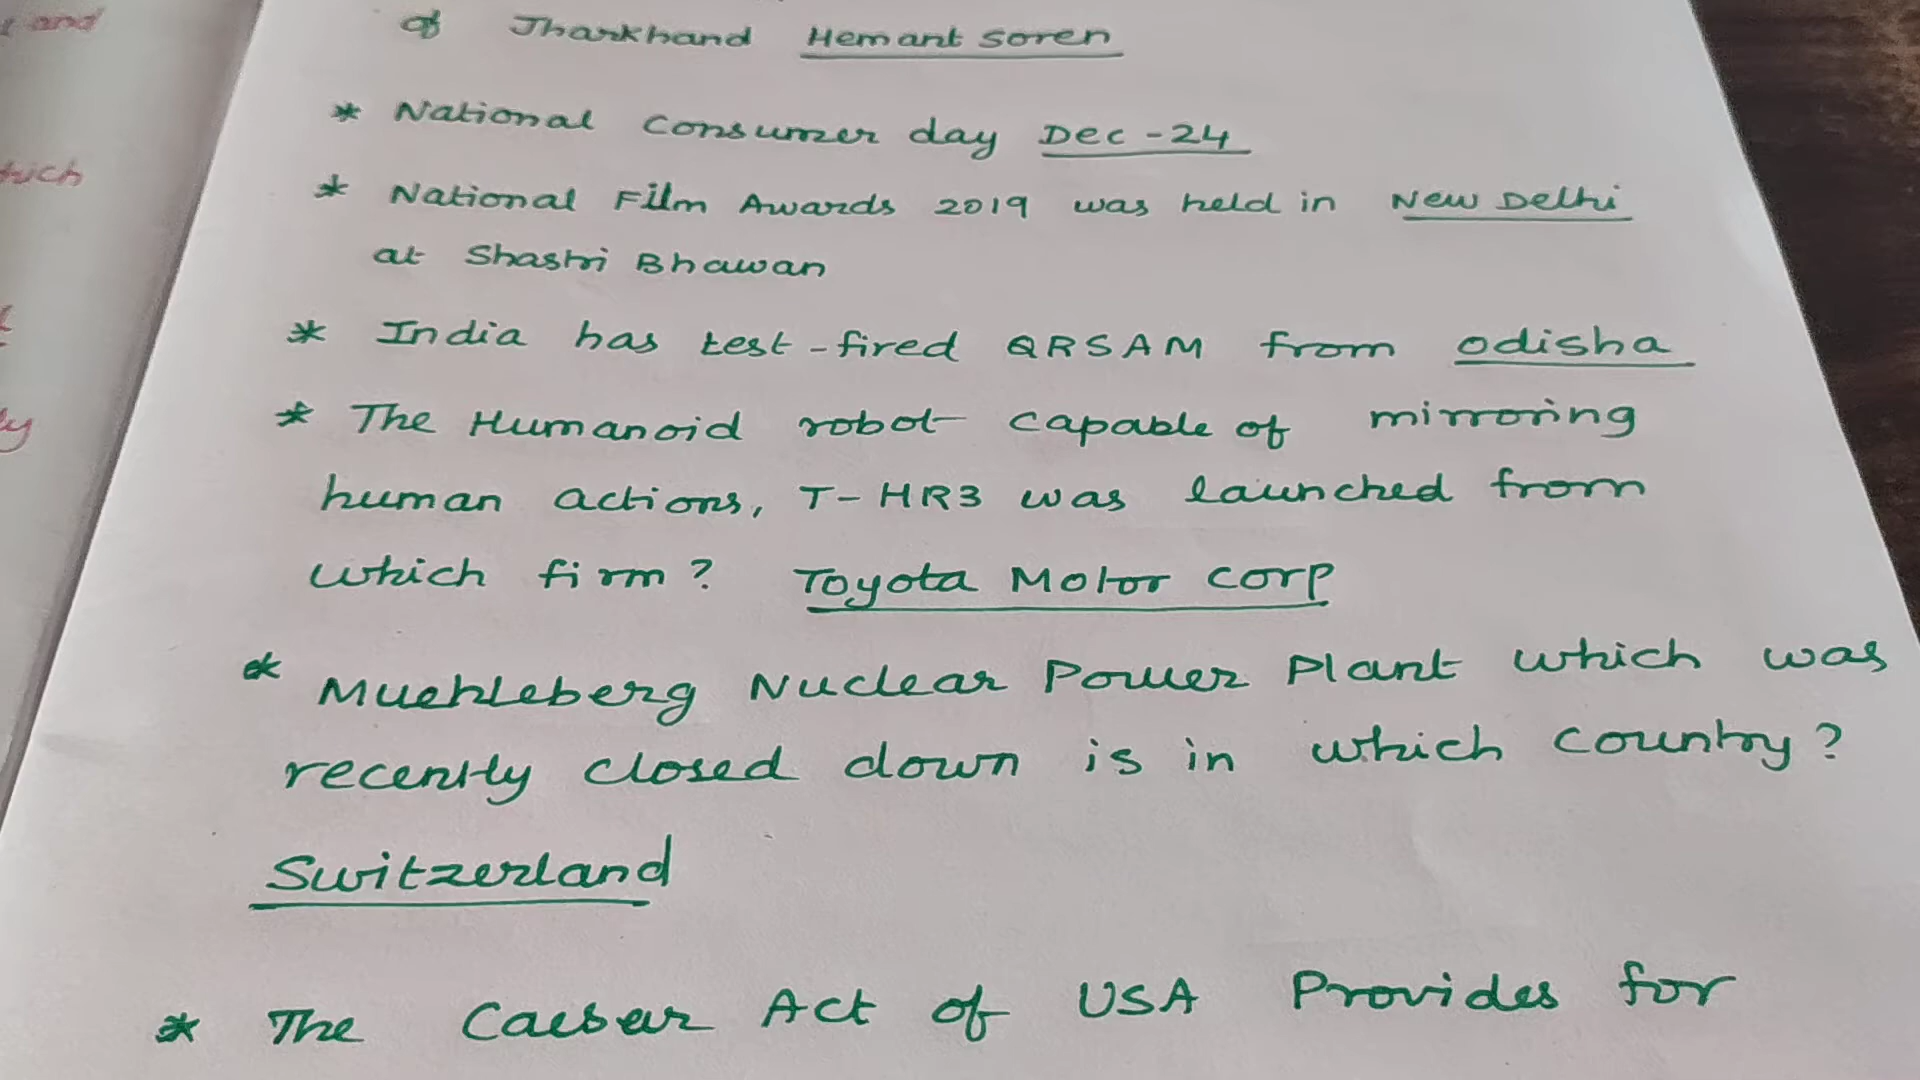 and
of Jharkhand Hemant Soren
* National Consumer day Dec - 24
which
* National Film Awards 2019 was held in New Delhi
at Shastri Bhawan
* India has test - fired QRSAM from odisha
* The Humanoid robot capable of mirroring
human actions, T - HR3 was launched from
which firm? Toyota Motor corp
* Muehleberg Nuclear Power Plant which was
recently closed down is in which country?
Switzerland
* The Caesar Act of USA Provides for